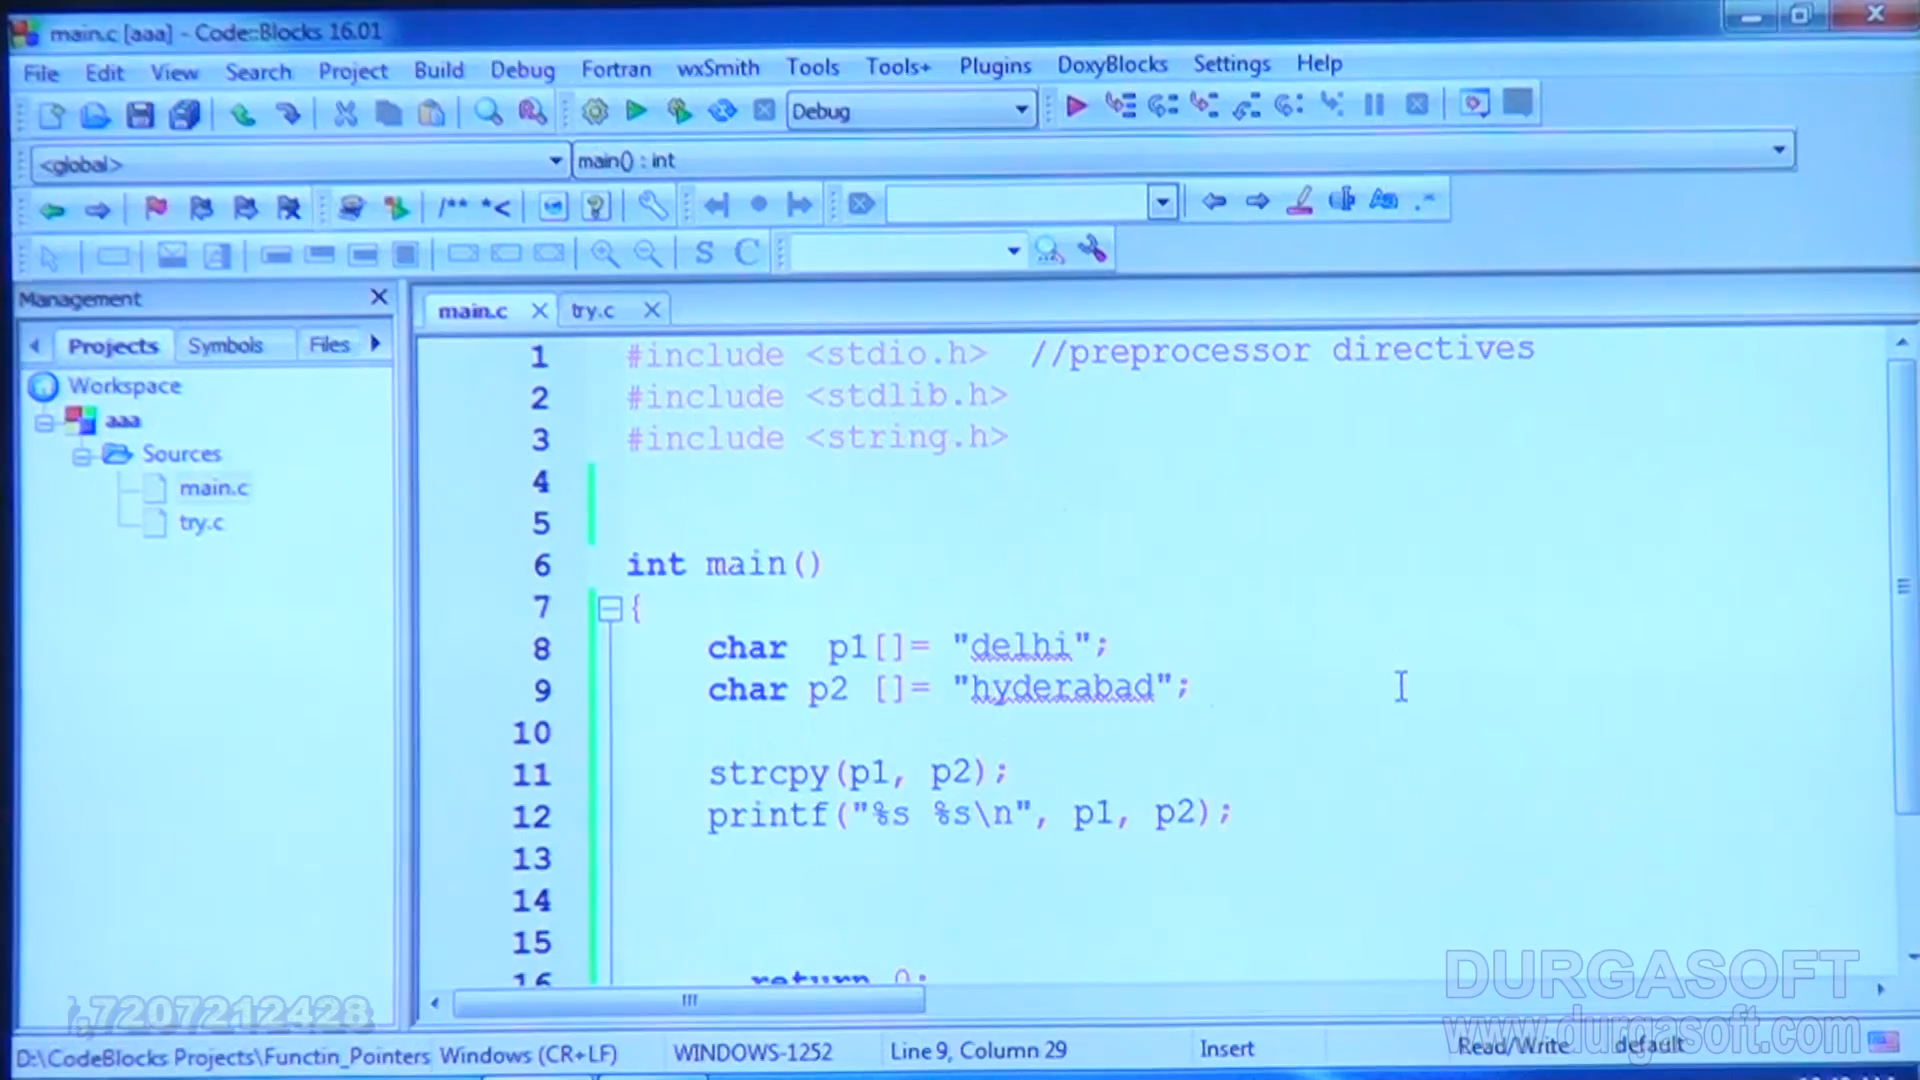 main.c [aaa] - Code::Blocks 16.01
File Edit View Search Project Build Debug Fortran wxSmith Tools Tools+ Plugins DoxyBlocks Settings Help
Debug
<global> main() : int
/** *<
S C
Management
main.c try.c
Projects Symbols Files
Workspace
aaa
Sources
main.c
try.c
1 #include <stdio.h> //preprocessor directives
2 #include <stdlib.h>
3 #include <string.h>
4
5
6 int main()
7 {
8 char p1[]= "delhi";
9 char p2 []= "hyderabad";
10
11 strcpy(p1, p2);
12 printf("%s %s\n", p1, p2);
13
14
15
16 return 0;
DURGASOFT
www.durgasoft.com
7207212428
D:\CodeBlocks Projects\Functin_Pointers Windows (CR+LF) WINDOWS-1252 Line 9, Column 29 Insert Read/Write default